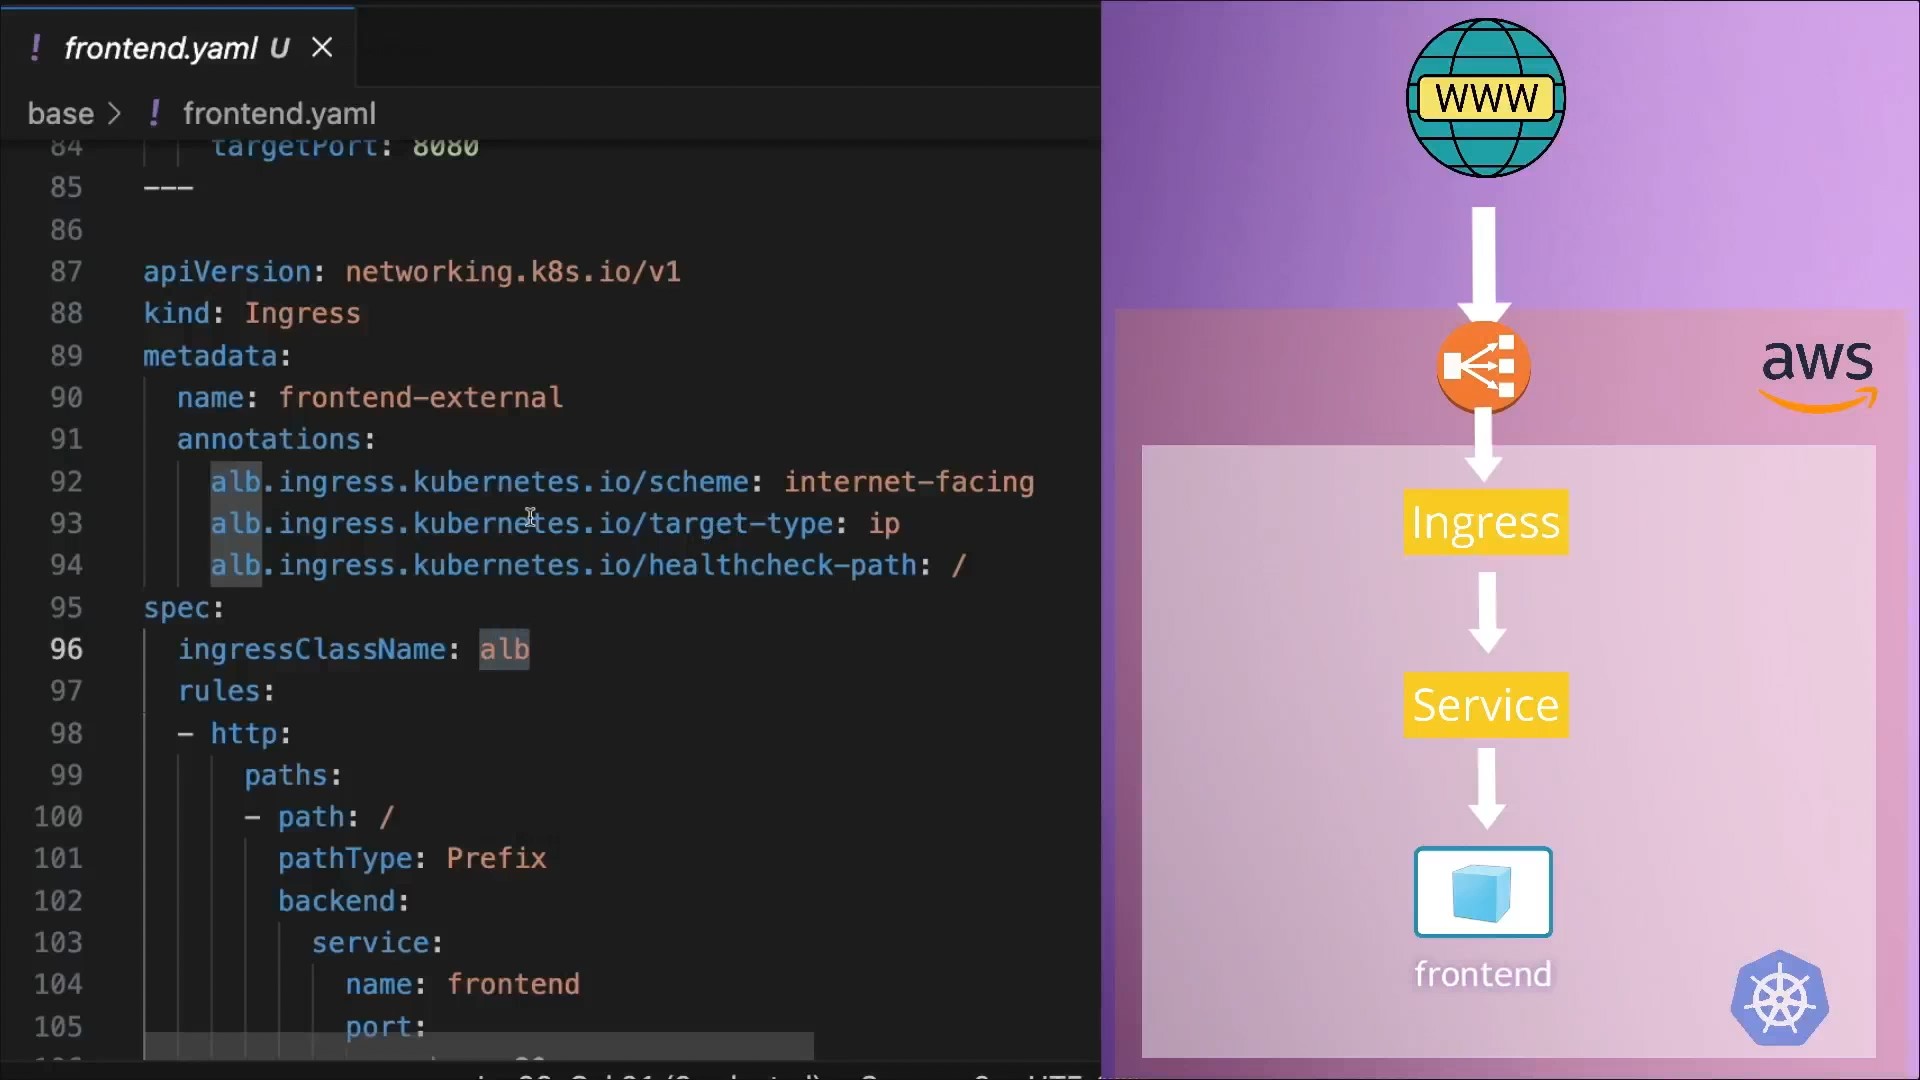 ! frontend.yaml U ×
base > ! frontend.yaml
84 targetPort: 8080
85 ---
86
87 apiVersion: networking.k8s.io/v1
88 kind: Ingress
89 metadata:
90 name: frontend-external
91 annotations:
92 alb.ingress.kubernetes.io/scheme: internet-facing
93 alb.ingress.kubernetes.io/target-type: ip
94 alb.ingress.kubernetes.io/healthcheck-path: /
95 spec:
96 ingressClassName: alb
97 rules:
98 - http:
99 paths:
100 - path: /
101 pathType: Prefix
102 backend:
103 service:
104 name: frontend
105 port:
WWW
aws
Ingress
Service
frontend